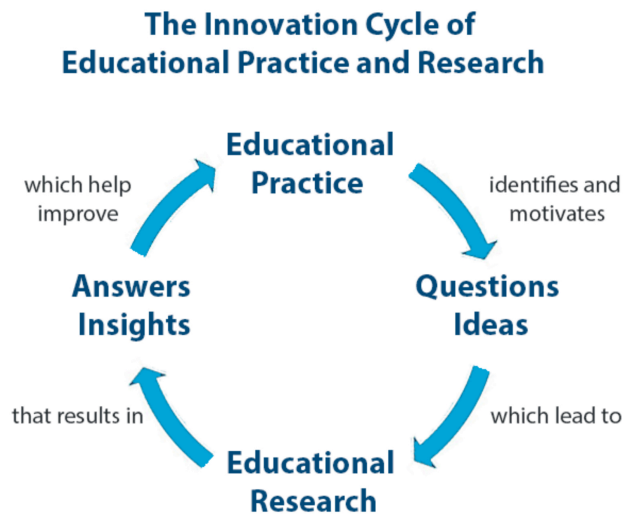 The Innovation Cycle of
Educational Practice and Research
Educational
Practice
identifies and
motivates
Questions
Ideas
which lead to
Educational
Research
that results in
Answers
Insights
which help
improve